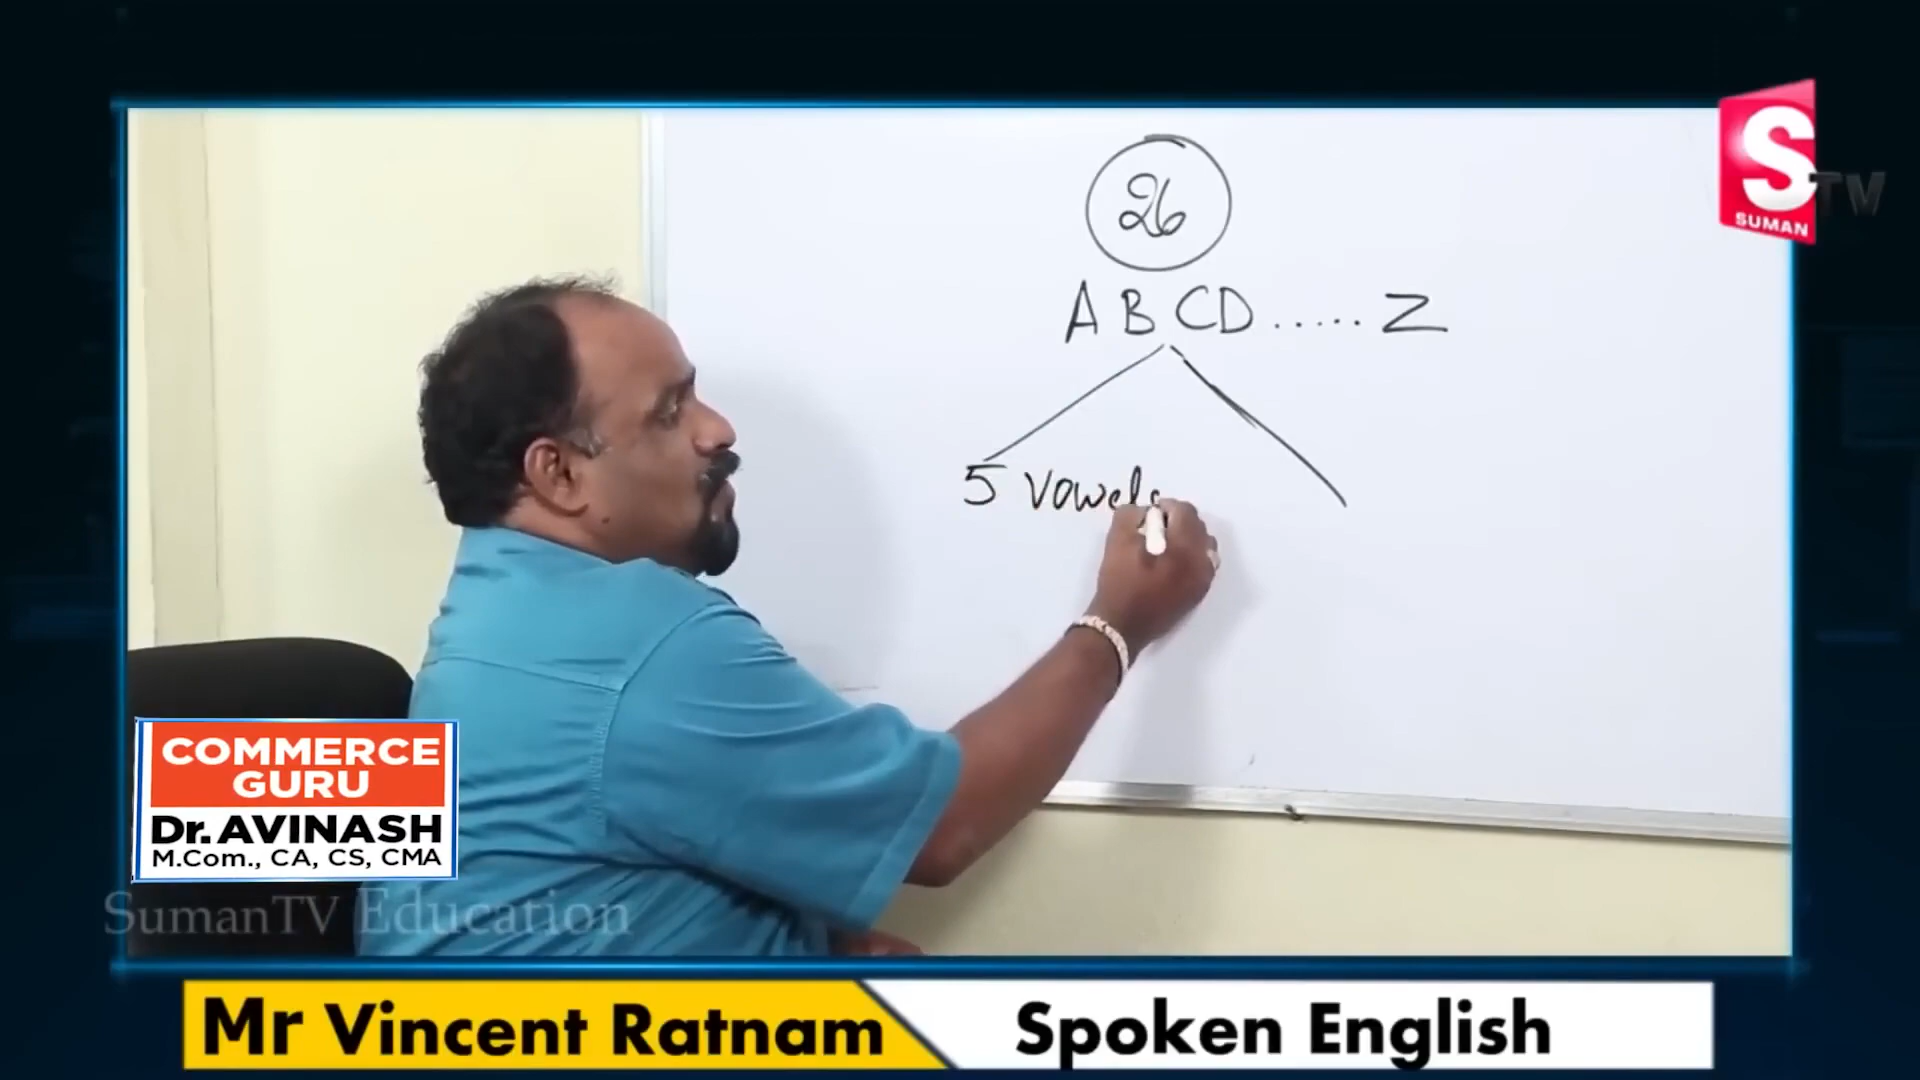 26
A B C D ..... Z
5 Vowels
S
SUMAN
TV
COMMERCE
GURU
Dr. AVINASH
M.Com., CA, CS, CMA
SumanTV Education
Mr Vincent Ratnam
Spoken English